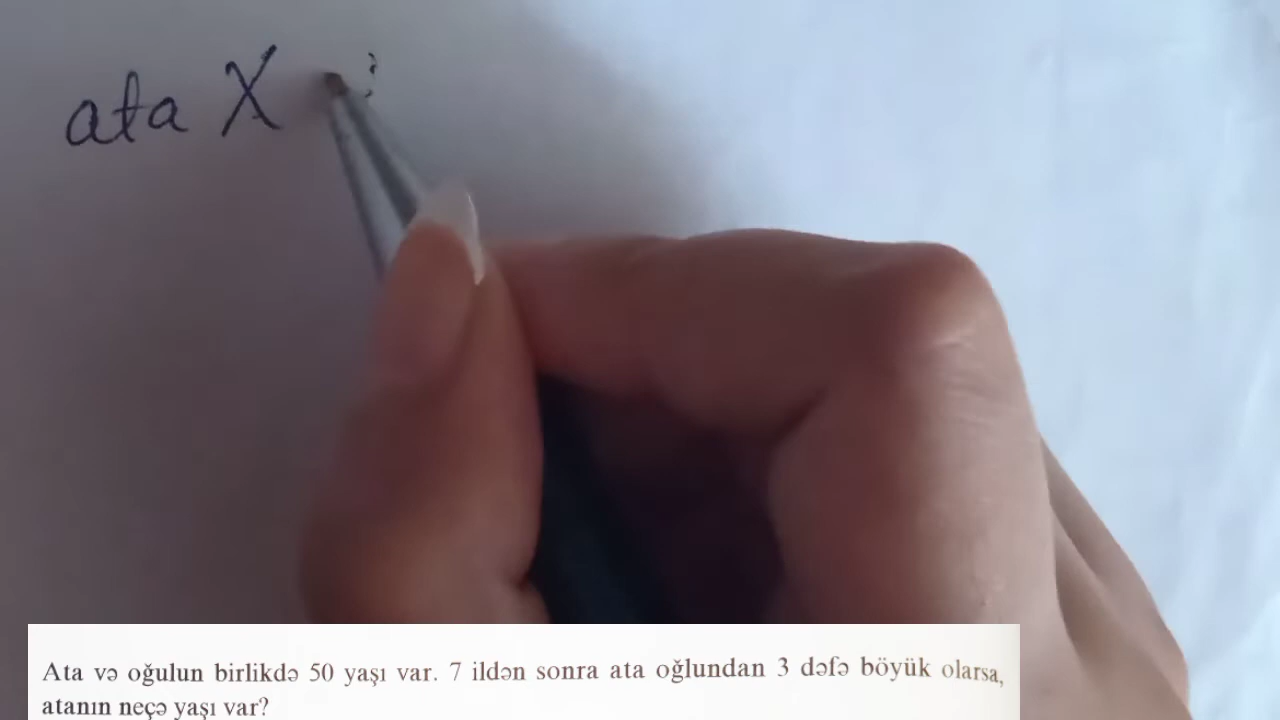 ata X
Ata və oğulun birlikdə 50 yaşı var. 7 ildən sonra ata oğlundan 3 dəfə böyük olarsa,
atanın neçə yaşı var?